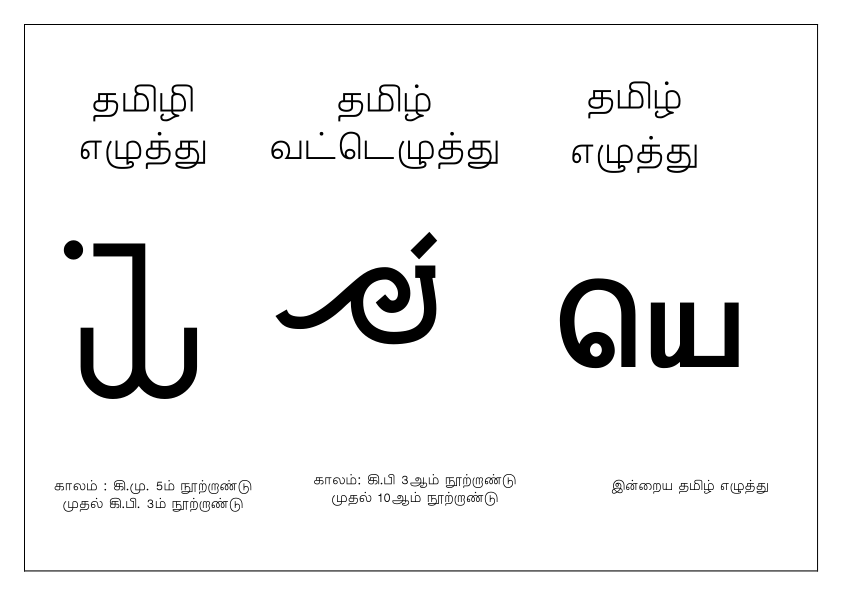 தமிழி
எழுத்து
𑀬𑁂
காலம் : கி.மு. 5ம் நூற்றாண்டு
முதல் கி.பி. 3ம் நூற்றாண்டு
தமிழ்
வட்டெழுத்து
காலம்: கி.பி 3ஆம் நூற்றாண்டு
முதல் 10ஆம் நூற்றாண்டு
தமிழ்
எழுத்து
யெ
இன்றைய தமிழ் எழுத்து